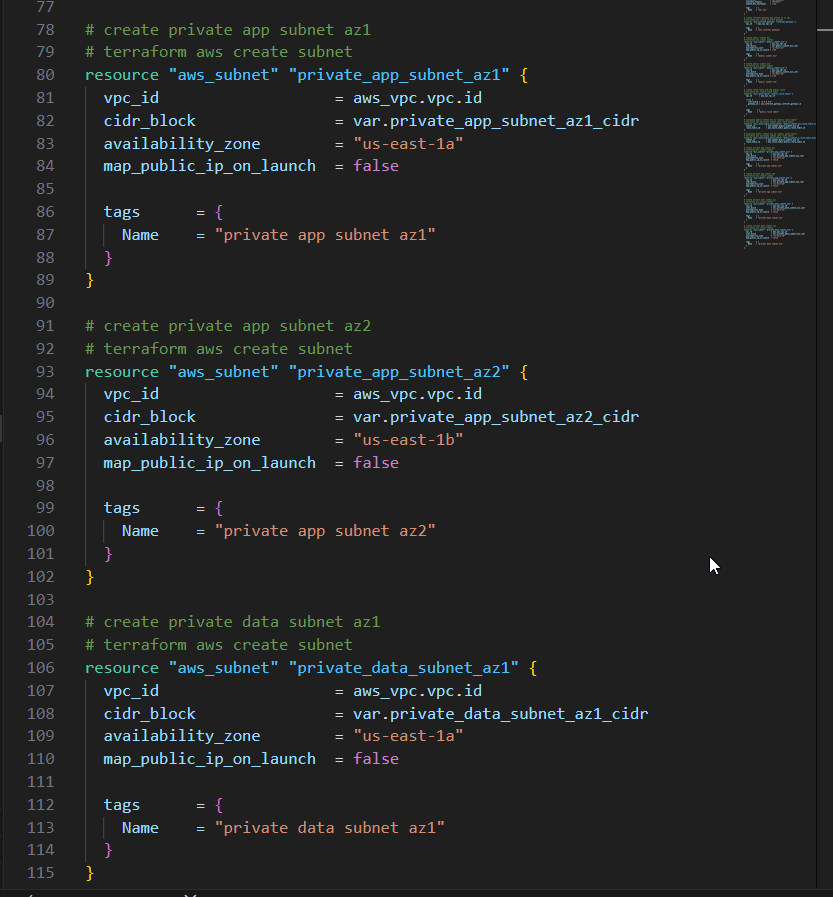 77
78 # create private app subnet az1
79 # terraform aws create subnet
80 resource "aws_subnet" "private_app_subnet_az1" {
81   vpc_id                   = aws_vpc.vpc.id
82   cidr_block               = var.private_app_subnet_az1_cidr
83   availability_zone        = "us-east-1a"
84   map_public_ip_on_launch  = false
85
86   tags      = {
87     Name    = "private app subnet az1"
88   }
89 }
90
91 # create private app subnet az2
92 # terraform aws create subnet
93 resource "aws_subnet" "private_app_subnet_az2" {
94   vpc_id                   = aws_vpc.vpc.id
95   cidr_block               = var.private_app_subnet_az2_cidr
96   availability_zone        = "us-east-1b"
97   map_public_ip_on_launch  = false
98
99   tags      = {
100     Name    = "private app subnet az2"
101   }
102 }
103
104 # create private data subnet az1
105 # terraform aws create subnet
106 resource "aws_subnet" "private_data_subnet_az1" {
107   vpc_id                   = aws_vpc.vpc.id
108   cidr_block               = var.private_data_subnet_az1_cidr
109   availability_zone        = "us-east-1a"
110   map_public_ip_on_launch  = false
111
112   tags      = {
113     Name    = "private data subnet az1"
114   }
115 }